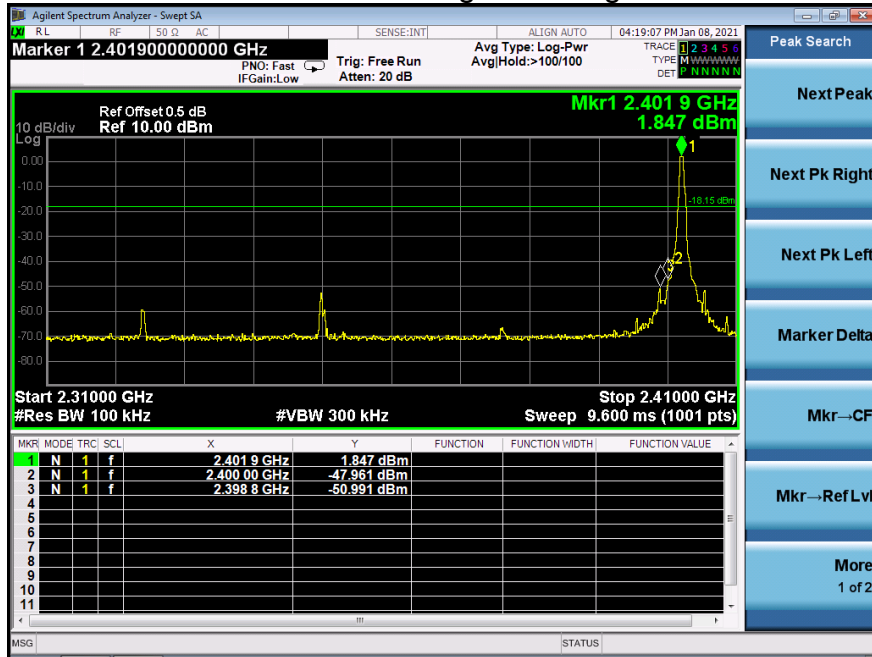 Agilent Spectrum Analyzer - Swept SA
LXI RL RF 50 Ω AC SENSE:INT ALIGN AUTO 04:19:07 PM Jan 08, 2021
Marker 1 2.401900000000 GHz
PNO: Fast
IFGain:Low
Trig: Free Run
Atten: 20 dB
Avg Type: Log-Pwr
Avg|Hold:>100/100
TRACE 1 2 3 4 5 6
TYPE M WWWWW
DET P N N N N N
Peak Search
Next Peak
Next Pk Right
Next Pk Left
Marker Delta
Mkr→CF
Mkr→Ref Lvl
More
1 of 2
Mkr1 2.401 9 GHz
1.847 dBm
Ref Offset 0.5 dB
10 dB/div Ref 10.00 dBm
Log
1
0.00
-10.0
-18.15 dBm
-20.0
-30.0
-40.0
2
3
-50.0
-60.0
-70.0
-80.0
Start 2.31000 GHz Stop 2.41000 GHz
#Res BW 100 kHz #VBW 300 kHz Sweep 9.600 ms (1001 pts)
MKR MODE TRC SCL X Y FUNCTION FUNCTION WIDTH FUNCTION VALUE
1 N 1 f 2.401 9 GHz 1.847 dBm
2 N 1 f 2.400 00 GHz -47.961 dBm
3 N 1 f 2.398 8 GHz -50.991 dBm
4
5
6
7
8
9
10
11
MSG STATUS